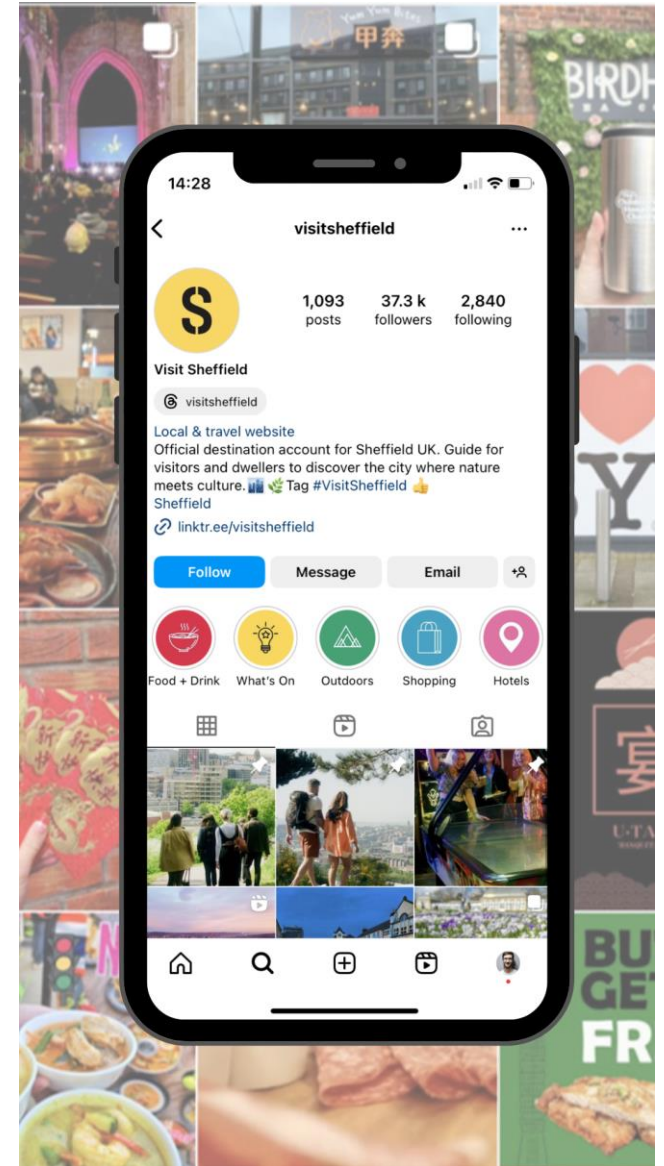 Yum Yum Bites
甲奔
BIRDH
14:28
visitsheffield
S
1,093
37.3 k
2,840
posts
followers
following
Visit Sheffield
visitsheffield
Local & travel website
Official destination account for Sheffield UK. Guide for
visitors and dwellers to discover the city where nature
meets culture. 🏙️ 🌿 Tag #VisitSheffield 👍
Sheffield
linktr.ee/visitsheffield
Follow
Message
Email
Food + Drink
What's On
Outdoors
Shopping
Hotels
Y
宴
U·TA
BU
GET
FR